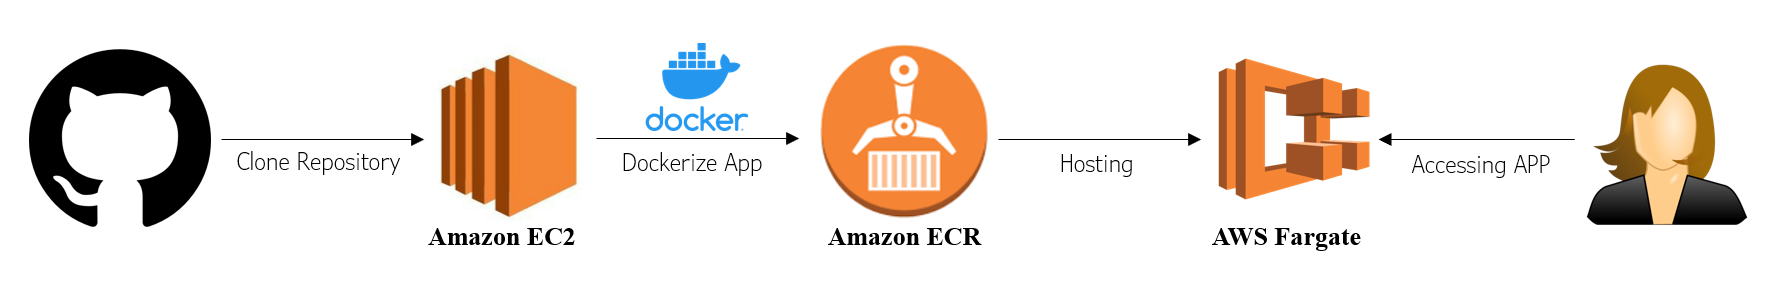 docker
Clone Repository
Dockerize App
Hosting
Accessing APP
Amazon EC2
Amazon ECR
AWS Fargate